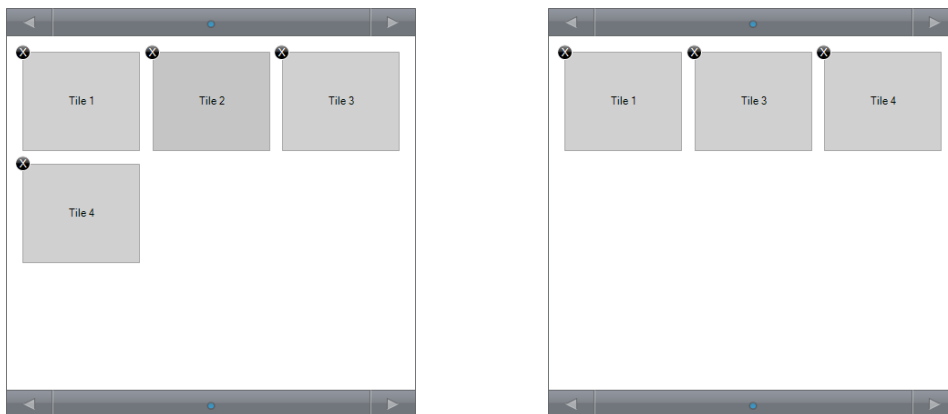 X X X
Tile 1 Tile 2 Tile 3
X
Tile 4
X X X
Tile 1 Tile 3 Tile 4